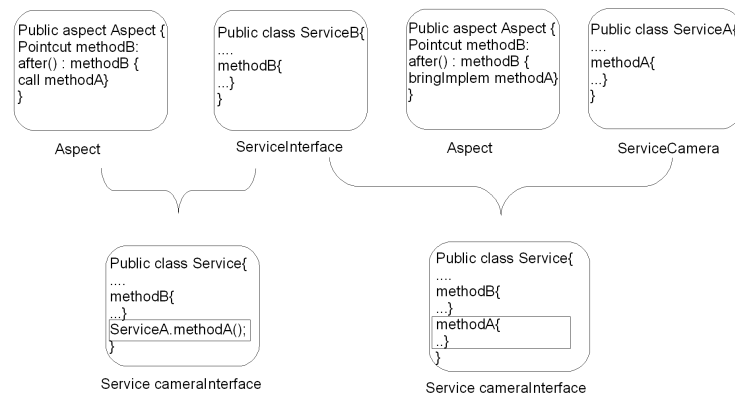 Public aspect Aspect {
Pointcut methodB:
after() : methodB {
call methodA}
}
Aspect
Public class ServiceB{
....
methodB{
...}
}
ServiceInterface
Public aspect Aspect {
Pointcut methodB:
after() : methodB {
bringImplem methodA}
}
Aspect
Public class ServiceA{
....
methodA{
...}
}
ServiceCamera
Public class Service{
....
methodB{
...}
ServiceA.methodA();
}
Service cameraInterface
Public class Service{
....
methodB{
...}
methodA{
..}
}
Service cameraInterface